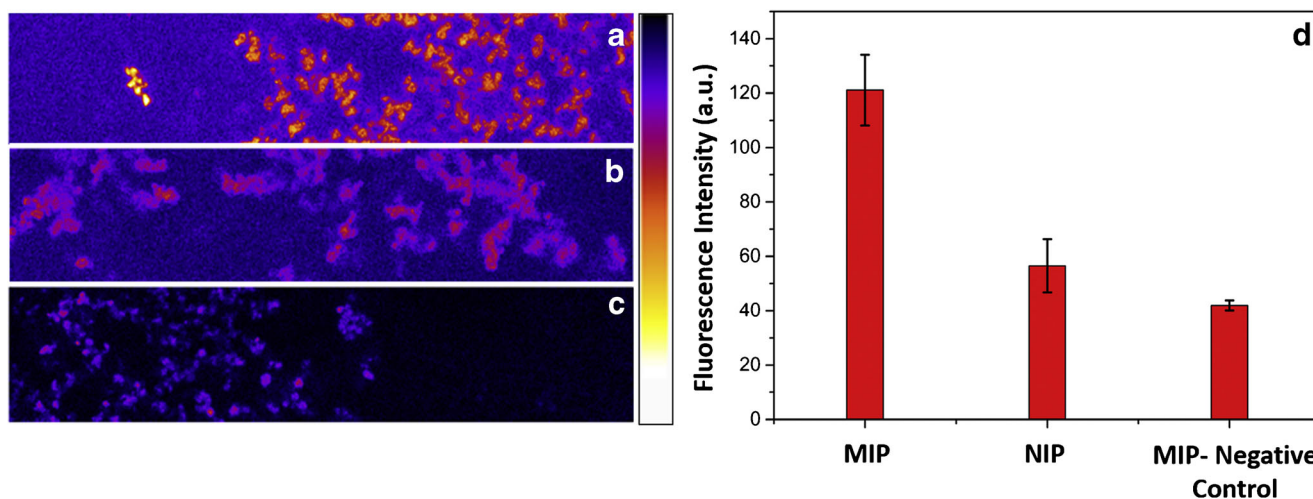 a
b
c
d
Fluorescence Intensity (a.u.)
140
120
100
80
60
40
20
0
MIP
NIP
MIP- Negative
Control